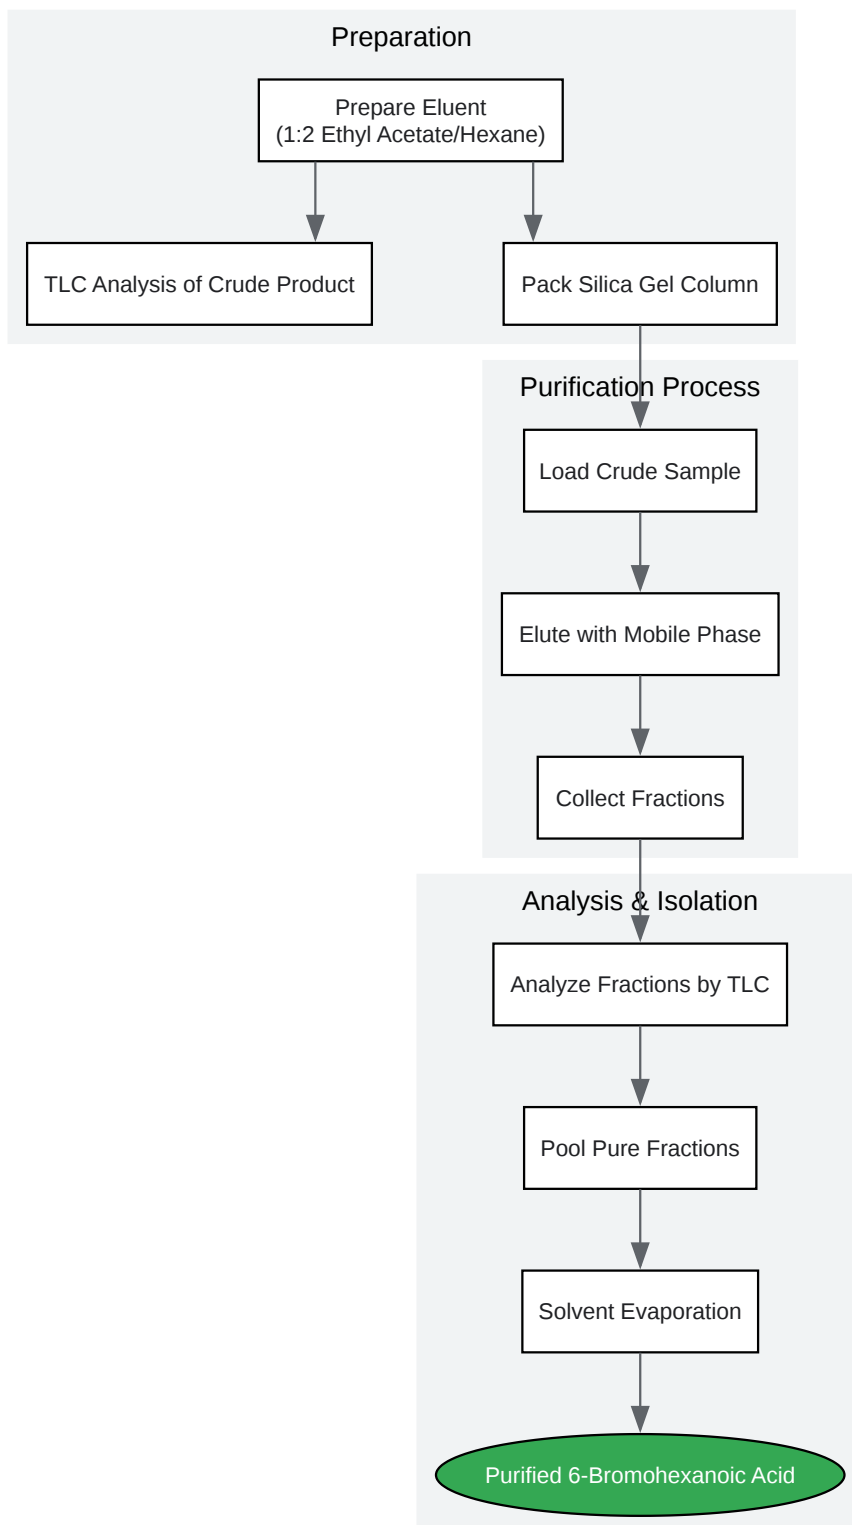 Preparation
Prepare Eluent
(1:2 Ethyl Acetate/Hexane)
TLC Analysis of Crude Product
Pack Silica Gel Column
Purification Process
Load Crude Sample
Elute with Mobile Phase
Collect Fractions
Analysis & Isolation
Analyze Fractions by TLC
Pool Pure Fractions
Solvent Evaporation
Purified 6-Bromohexanoic Acid